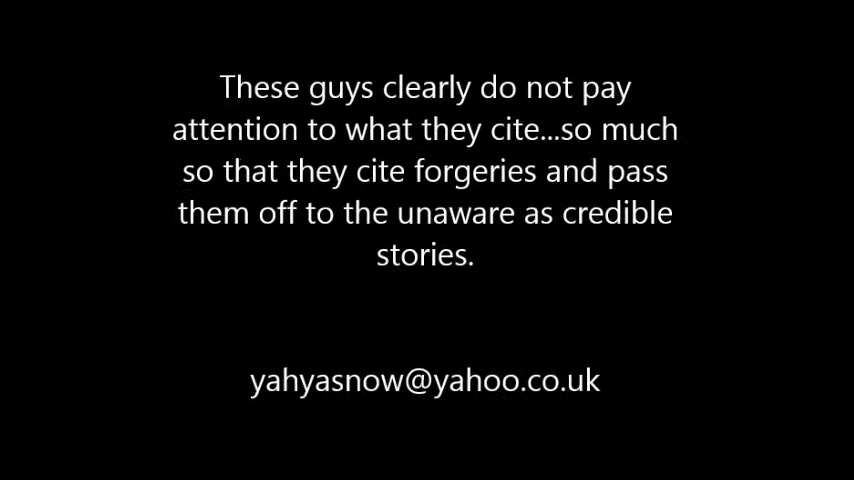 These guys clearly do not pay
attention to what they cite...so much
so that they cite forgeries and pass
them off to the unaware as credible
stories.
yahyasnow@yahoo.co.uk